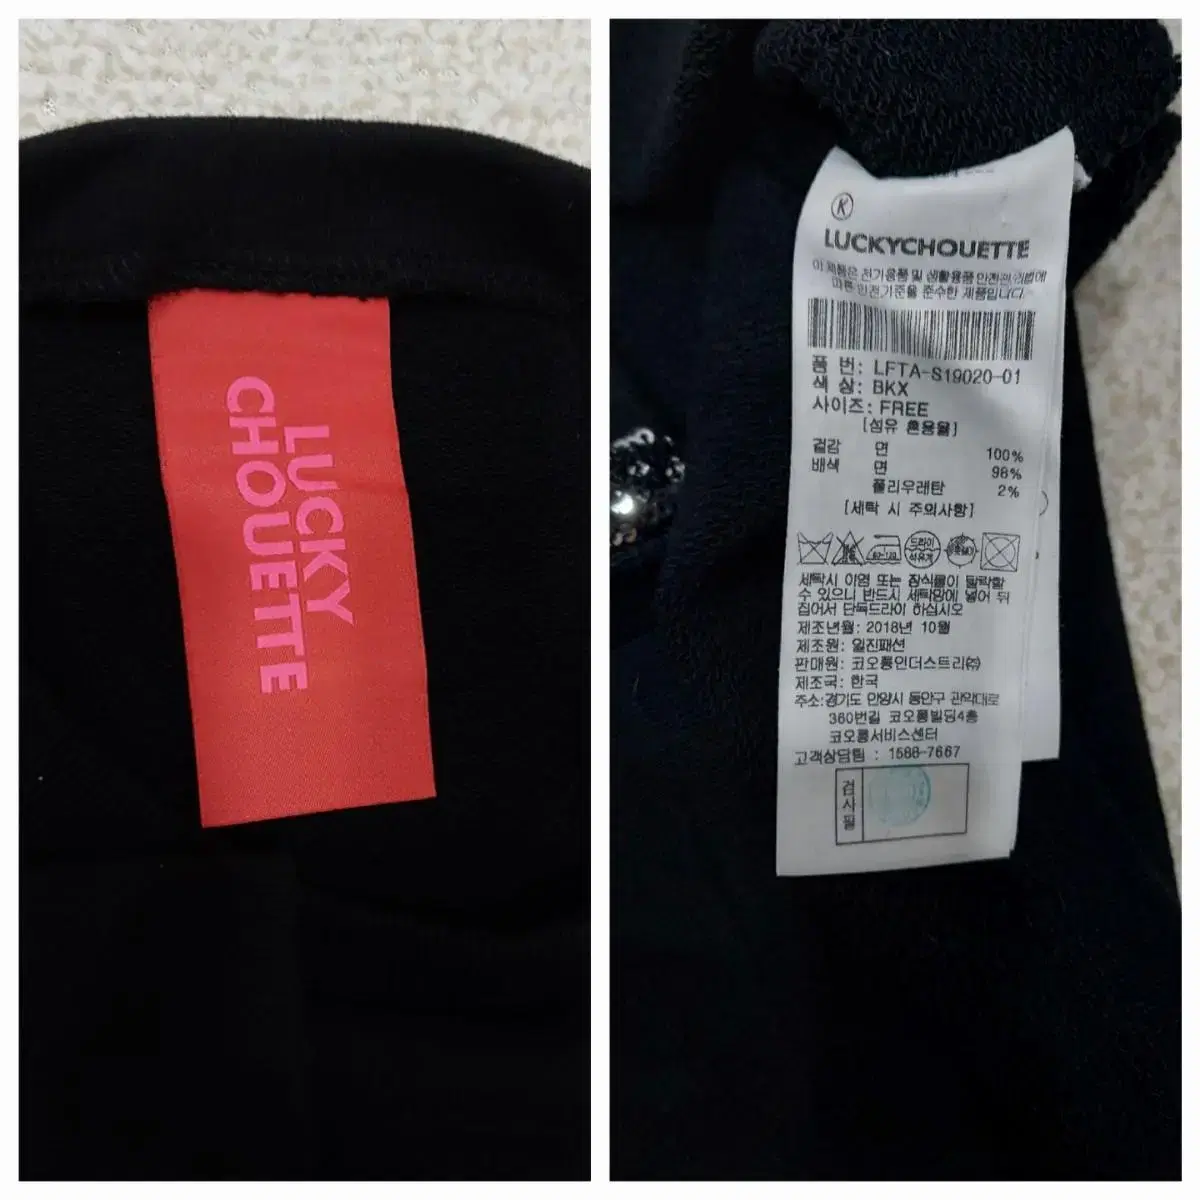 LUCKY
CHOUETTE
K
LUCKYCHOUETTE
이 제품은 전기용품 및 생활용품 안전관리법에
따른 안전기준을 준수한 제품입니다.
품 번: LFTA-S19020-01
색 상: BKX
사이즈: FREE
[섬유 혼용율]
겉감 면 100%
배색 면 98%
폴리우레탄 2%
[세탁 시 주의사항]
60-120
드라이
석유계
세탁시 이염 또는 장식물이 탈락할
수 있으니 반드시 세탁망에 넣어 뒤
집어서 단독드라이 하십시오
제조년월: 2018년 10월
제조원: 일진패션
판매원: 코오롱인더스트리㈜
제조국: 한국
주소:경기도 안양시 동안구 관악대로
360번길 코오롱빌딩4층
코오롱서비스센터
고객상담팀 : 1588-7667
검사필